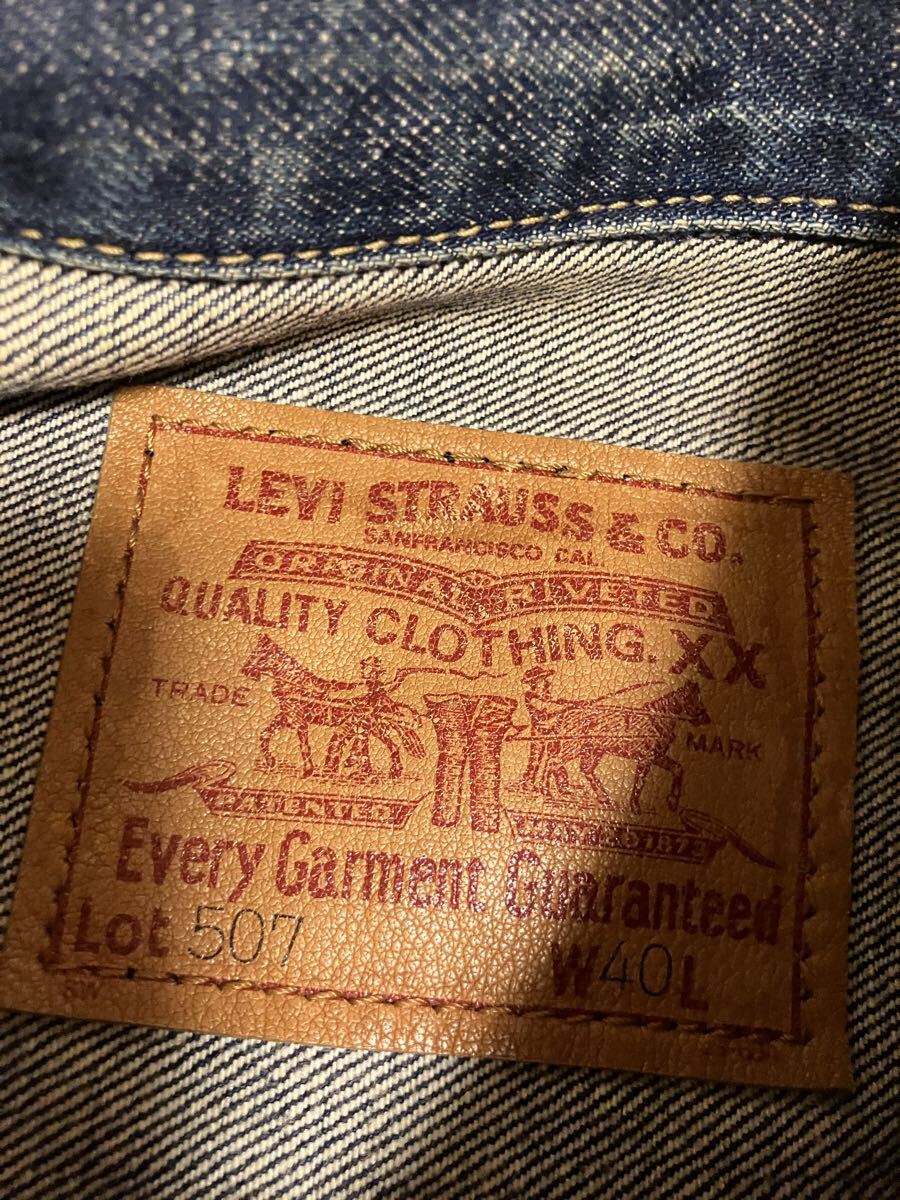 LEVI STRAUSS & CO.
SANFRANCISCO CAL.
ORIGINAL RIVETED
QUALITY CLOTHING. XX
TRADE MARK
PATENTED
Every Garment Guaranteed
Lot 507 W40L